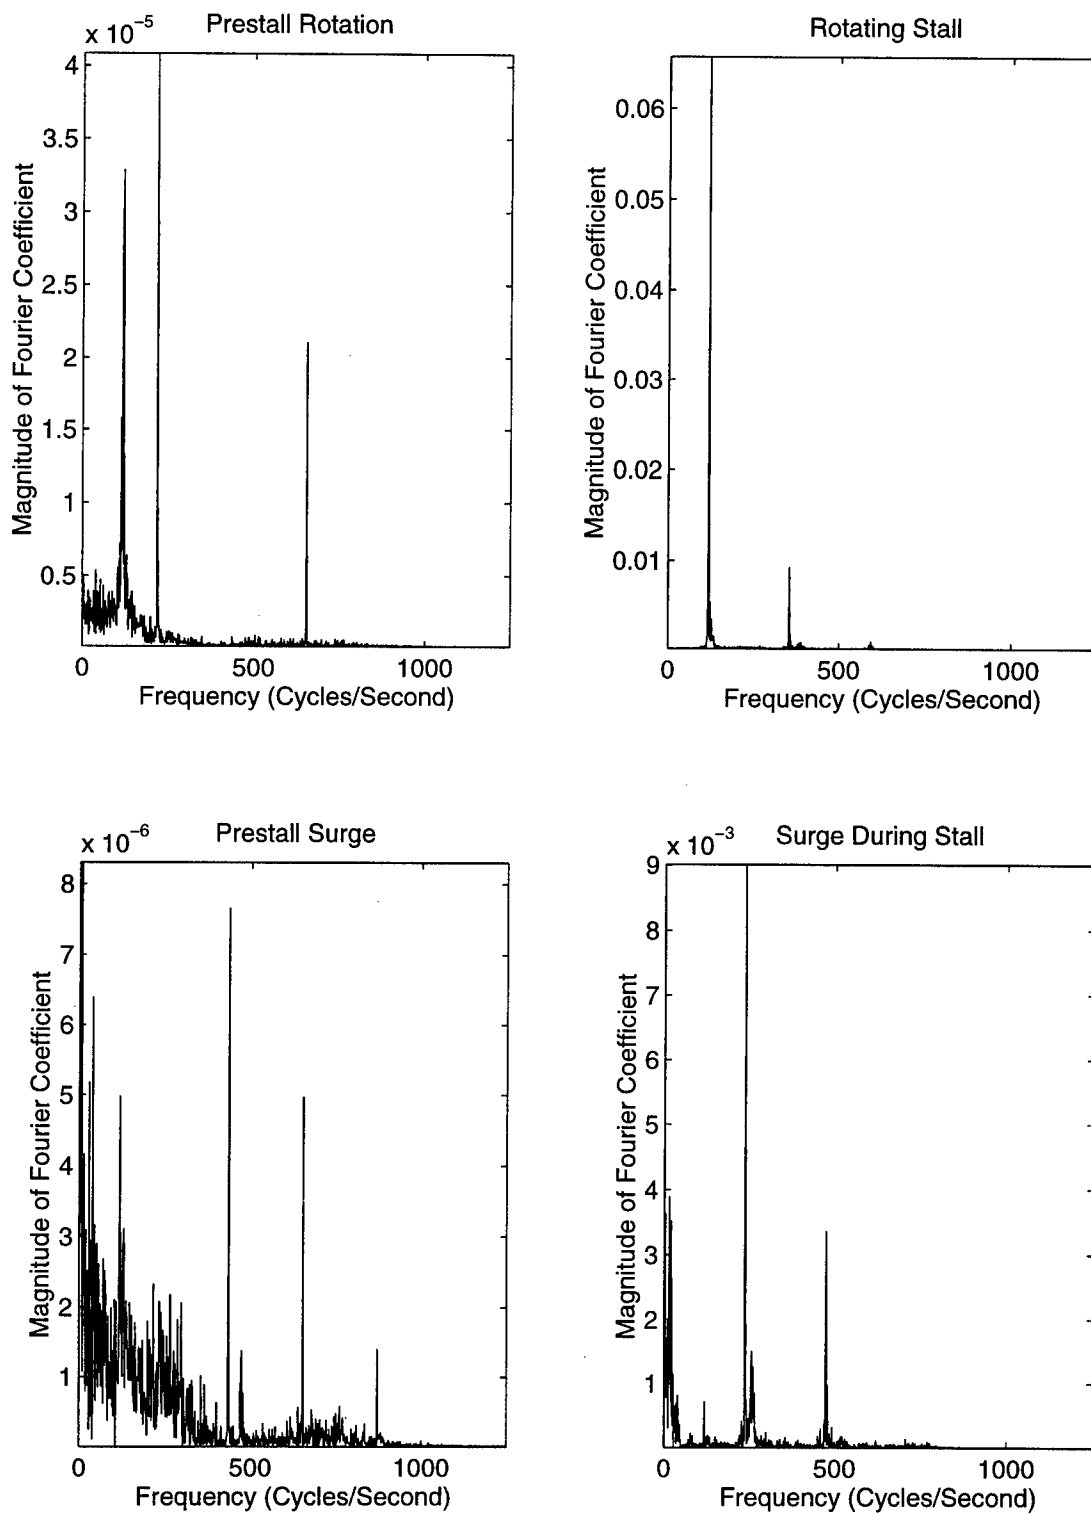 x 10⁻⁵ Prestall Rotation
Magnitude of Fourier Coefficient
4
3.5
3
2.5
2
1.5
1
0.5
0 500 1000
Frequency (Cycles/Second)
Rotating Stall
Magnitude of Fourier Coefficient
0.06
0.05
0.04
0.03
0.02
0.01
0 500 1000
Frequency (Cycles/Second)
x 10⁻⁶ Prestall Surge
Magnitude of Fourier Coefficient
8
7
6
5
4
3
2
1
0 500 1000
Frequency (Cycles/Second)
x 10⁻³ Surge During Stall
Magnitude of Fourier Coefficient
9
8
7
6
5
4
3
2
1
0 500 1000
Frequency (Cycles/Second)